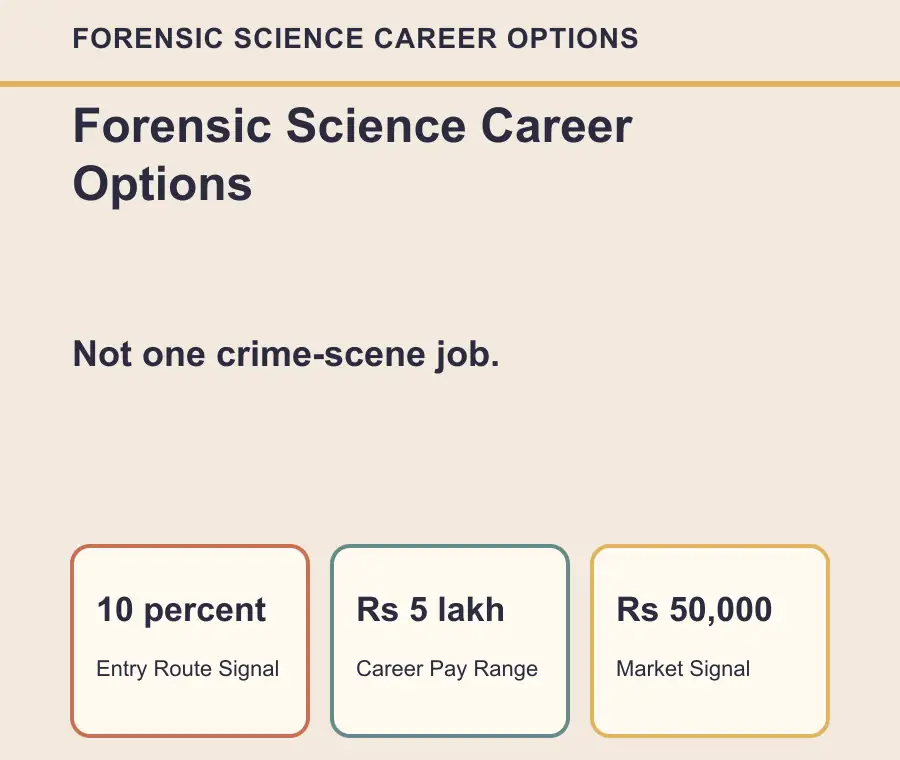 FORENSIC SCIENCE CAREER OPTIONS
Forensic Science Career
Options
Not one crime-scene job.
10 percent
Entry Route Signal
Rs 5 lakh
Career Pay Range
Rs 50,000
Market Signal